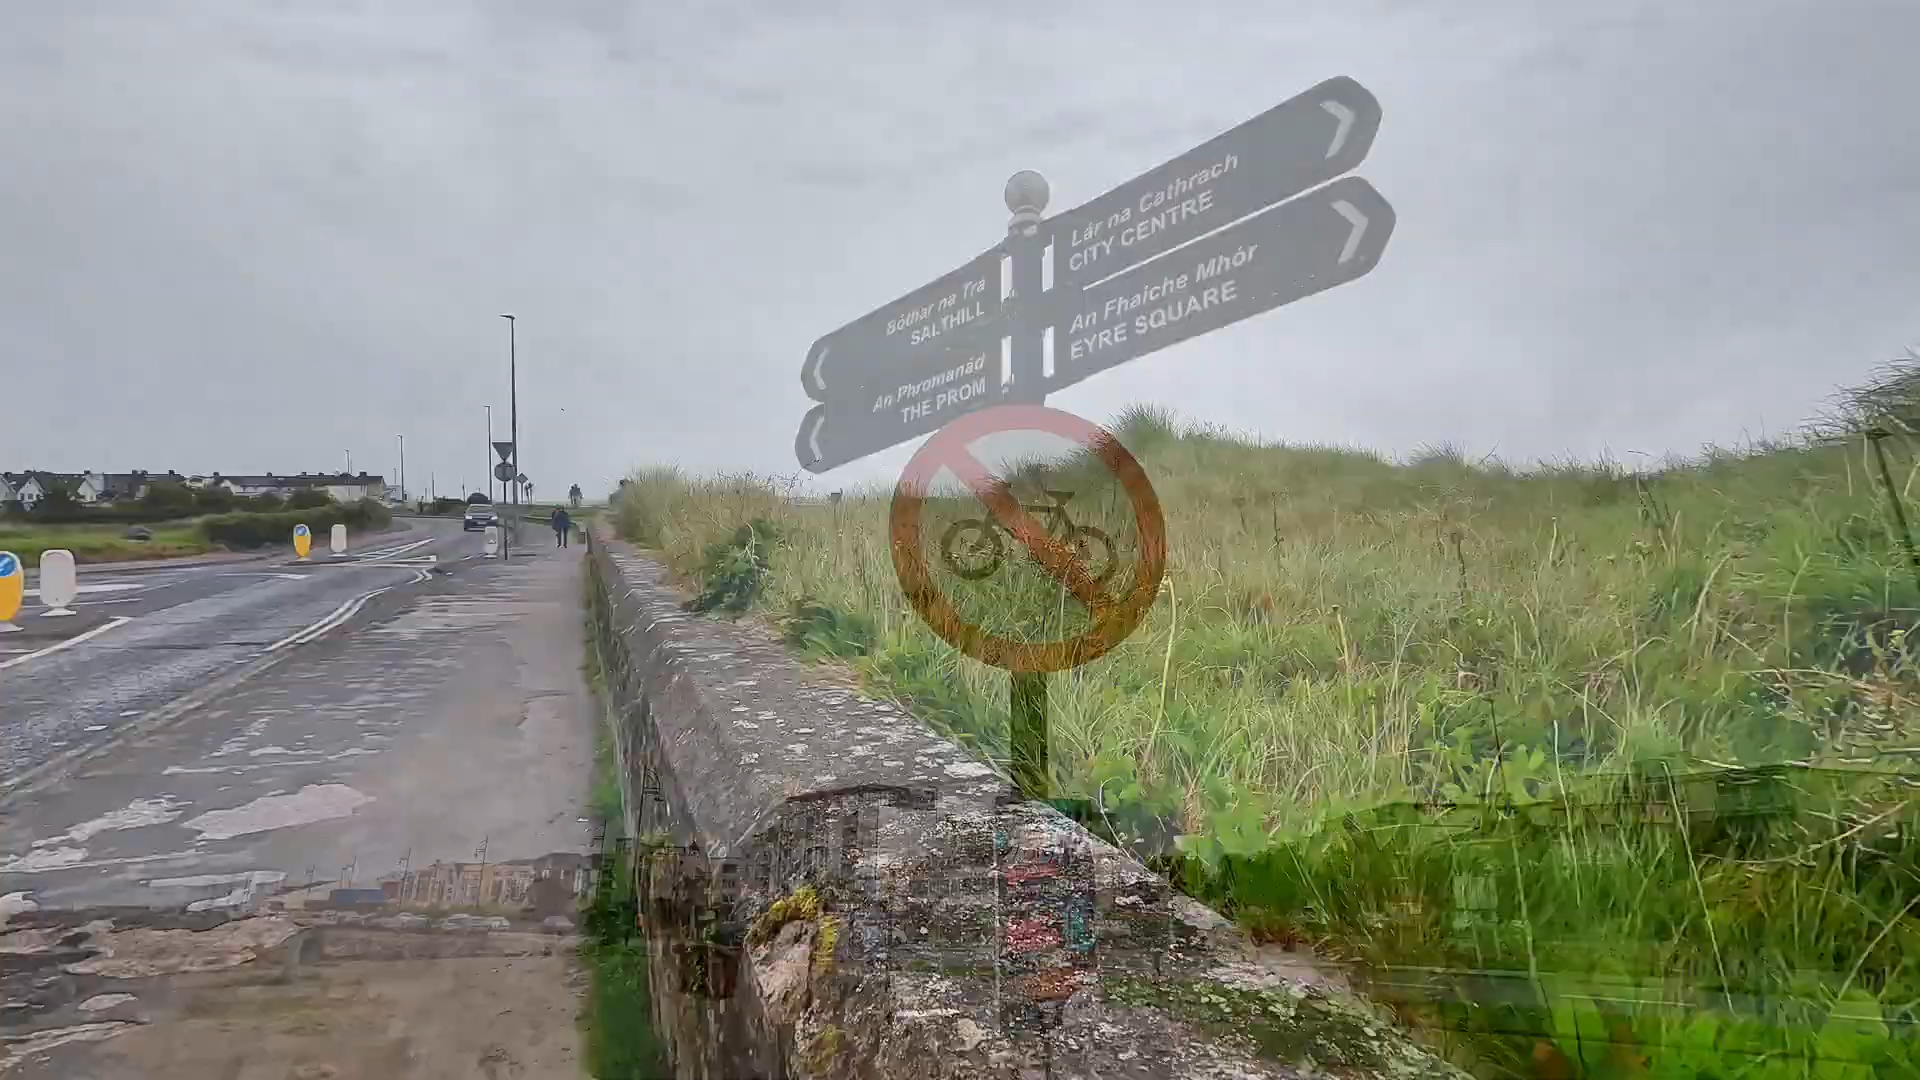 Lár na Cathrach
CITY CENTRE
An Fhaiche Mhór
EYRE SQUARE
Bóthar na Trá
SALTHILL
An Phromanád
THE PROM